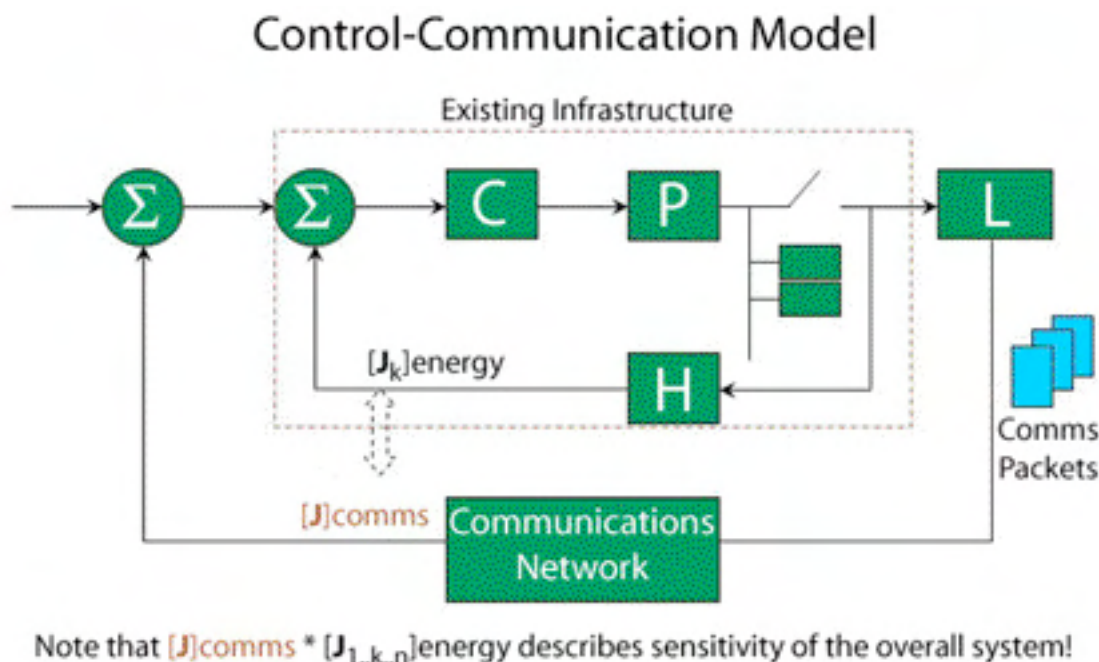 Control-Communication Model
Existing Infrastructure
Σ
Σ
C
P
L
[Jk]energy
H
Comms
Packets
[J]comms
Communications
Network
Note that [J]comms * [J1_k_n]energy describes sensitivity of the overall system!